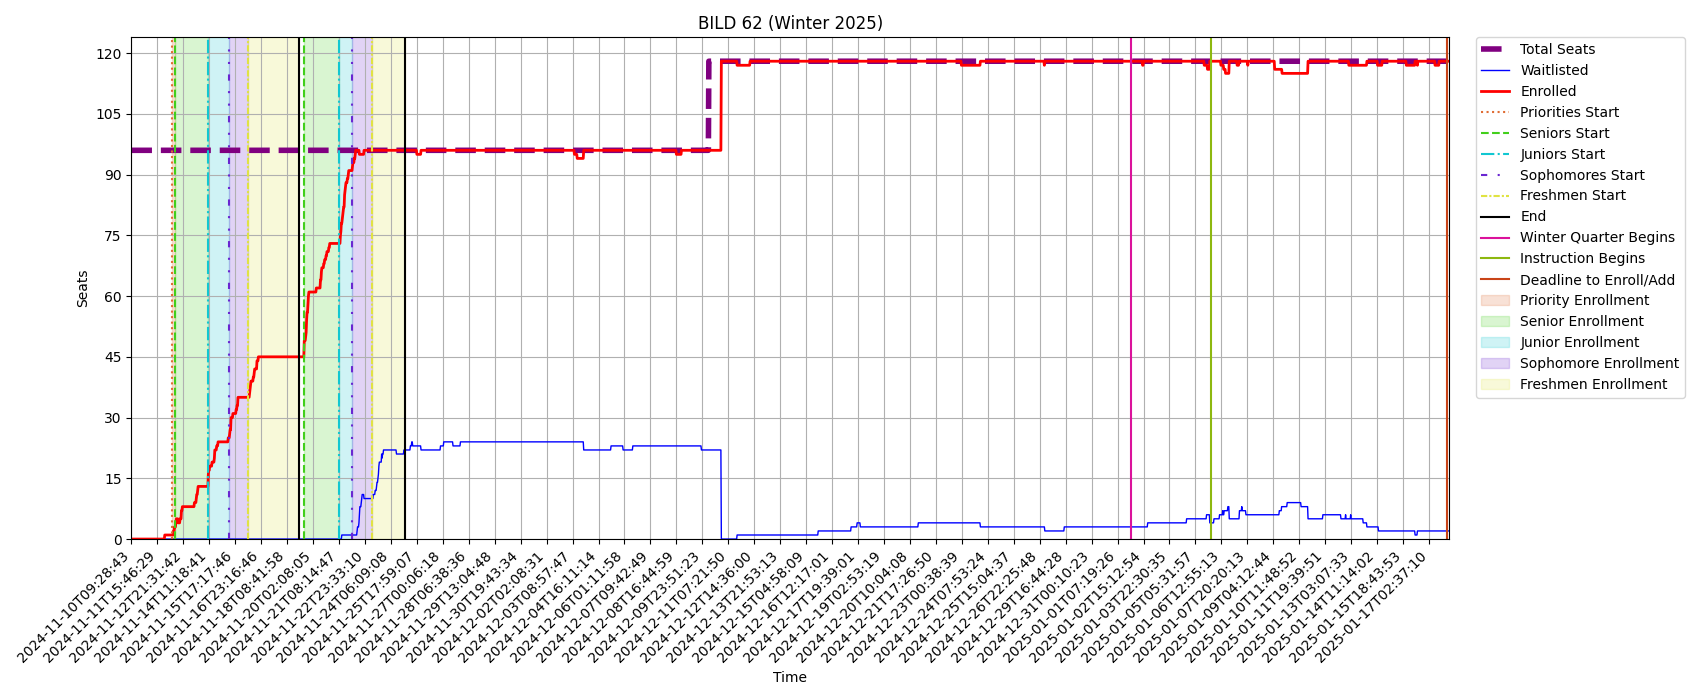 BILD 62 (Winter 2025)
120
105
90
75
60
45
30
15
0
Seats
2024-11-10T09:28:43
2024-11-11T15:46:29
2024-11-12T21:31:42
2024-11-14T11:18:41
2024-11-15T17:17:46
2024-11-16T23:16:46
2024-11-18T08:41:58
2024-11-20T02:08:05
2024-11-21T08:14:47
2024-11-22T23:33:10
2024-11-24T06:09:08
2024-11-25T17:59:07
2024-11-27T00:06:18
2024-11-28T06:38:36
2024-11-29T13:04:48
2024-11-30T19:43:34
2024-12-02T02:08:31
2024-12-03T08:57:47
2024-12-04T16:11:14
2024-12-06T01:11:58
2024-12-07T09:42:49
2024-12-08T16:44:59
2024-12-09T23:51:23
2024-12-11T07:21:50
2024-12-12T14:36:00
2024-12-13T21:53:13
2024-12-15T04:58:09
2024-12-16T12:17:01
2024-12-17T19:39:01
2024-12-19T02:53:19
2024-12-20T10:04:08
2024-12-21T17:26:50
2024-12-23T00:38:39
2024-12-24T07:53:24
2024-12-25T15:04:37
2024-12-26T22:25:48
2024-12-29T16:44:28
2024-12-31T00:10:23
2025-01-01T07:19:26
2025-01-02T15:12:54
2025-01-03T22:30:35
2025-01-05T05:31:57
2025-01-06T12:55:13
2025-01-07T20:20:13
2025-01-09T04:12:44
2025-01-10T11:48:52
2025-01-11T19:39:51
2025-01-13T03:07:33
2025-01-14T11:14:02
2025-01-15T18:43:53
2025-01-17T02:37:10
Time
Total Seats
Waitlisted
Enrolled
Priorities Start
Seniors Start
Juniors Start
Sophomores Start
Freshmen Start
End
Winter Quarter Begins
Instruction Begins
Deadline to Enroll/Add
Priority Enrollment
Senior Enrollment
Junior Enrollment
Sophomore Enrollment
Freshmen Enrollment